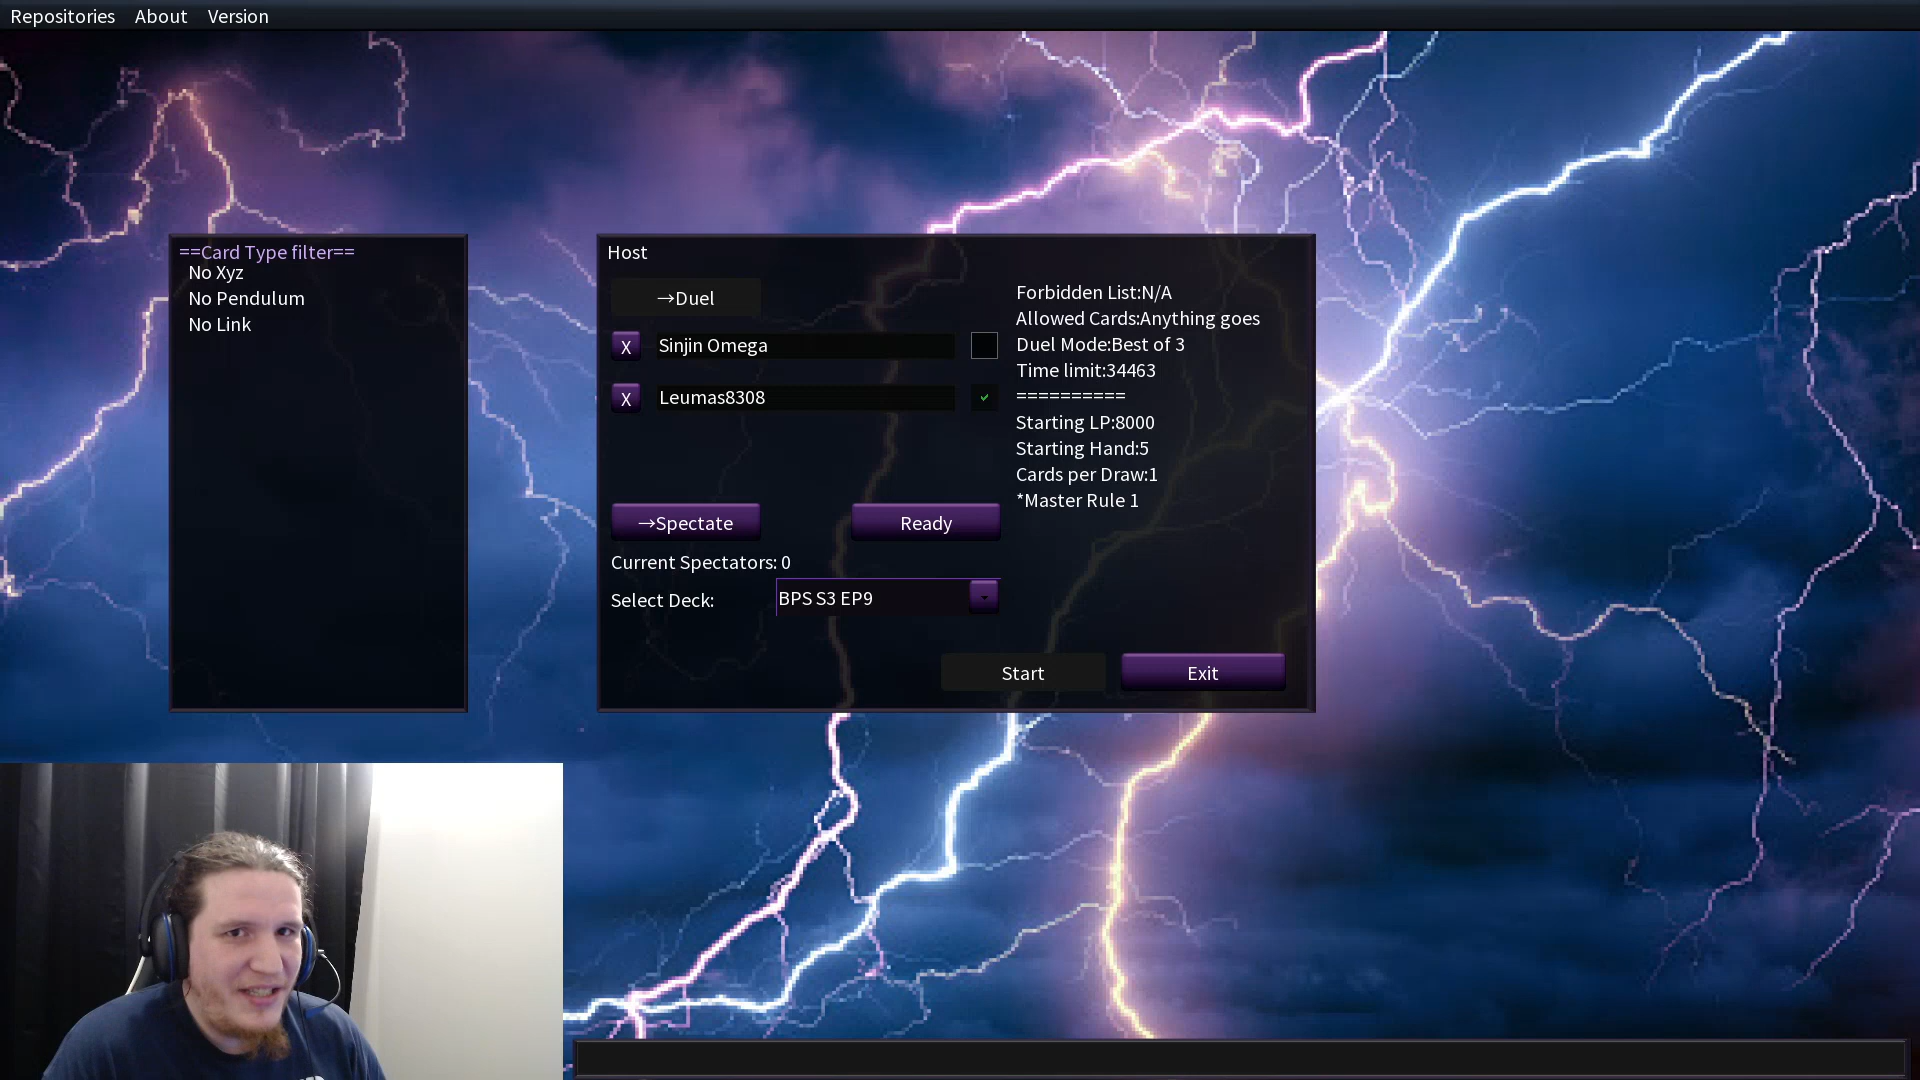 Repositories About Version
==Card Type filter==
No Xyz
No Pendulum
No Link
Host
→Duel
X Sinjin Omega
X Leumas8308
→Spectate Ready
Current Spectators: 0
Select Deck: BPS S3 EP9
Start Exit
Forbidden List:N/A
Allowed Cards:Anything goes
Duel Mode:Best of 3
Time limit:34463
==========
Starting LP:8000
Starting Hand:5
Cards per Draw:1
*Master Rule 1